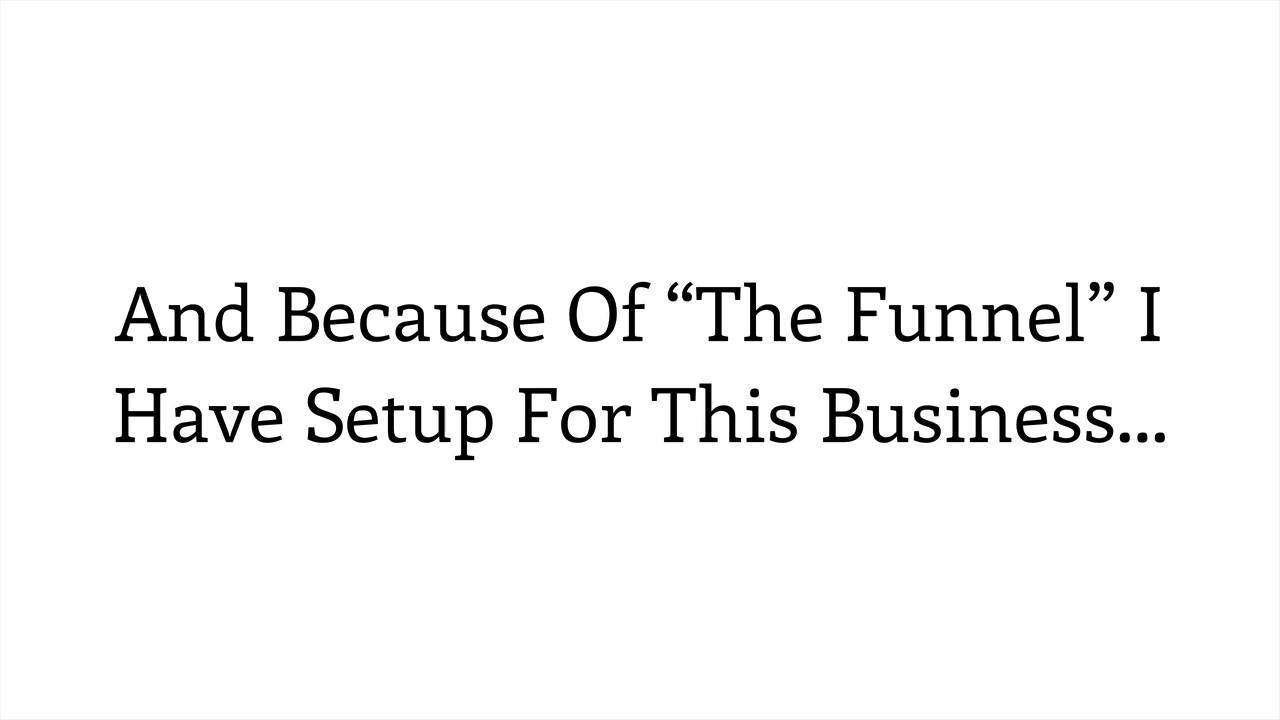 And Because Of “The Funnel” I
Have Setup For This Business...